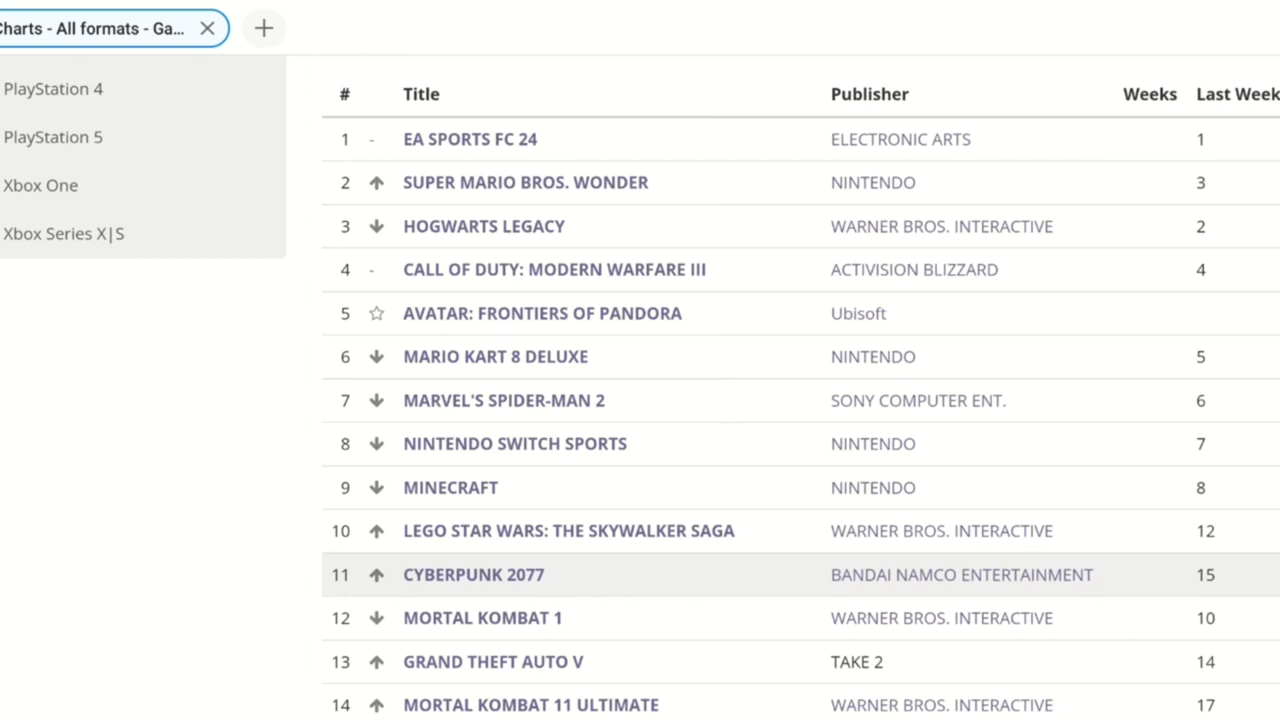 Charts - All formats - Ga...
PlayStation 4
PlayStation 5
Xbox One
Xbox Series X|S
# Title Publisher Weeks Last Week
1 - EA SPORTS FC 24 ELECTRONIC ARTS 1
2 SUPER MARIO BROS. WONDER NINTENDO 3
3 HOGWARTS LEGACY WARNER BROS. INTERACTIVE 2
4 - CALL OF DUTY: MODERN WARFARE III ACTIVISION BLIZZARD 4
5 AVATAR: FRONTIERS OF PANDORA Ubisoft
6 MARIO KART 8 DELUXE NINTENDO 5
7 MARVEL'S SPIDER-MAN 2 SONY COMPUTER ENT. 6
8 NINTENDO SWITCH SPORTS NINTENDO 7
9 MINECRAFT NINTENDO 8
10 LEGO STAR WARS: THE SKYWALKER SAGA WARNER BROS. INTERACTIVE 12
11 CYBERPUNK 2077 BANDAI NAMCO ENTERTAINMENT 15
12 MORTAL KOMBAT 1 WARNER BROS. INTERACTIVE 10
13 GRAND THEFT AUTO V TAKE 2 14
14 MORTAL KOMBAT 11 ULTIMATE WARNER BROS. INTERACTIVE 17